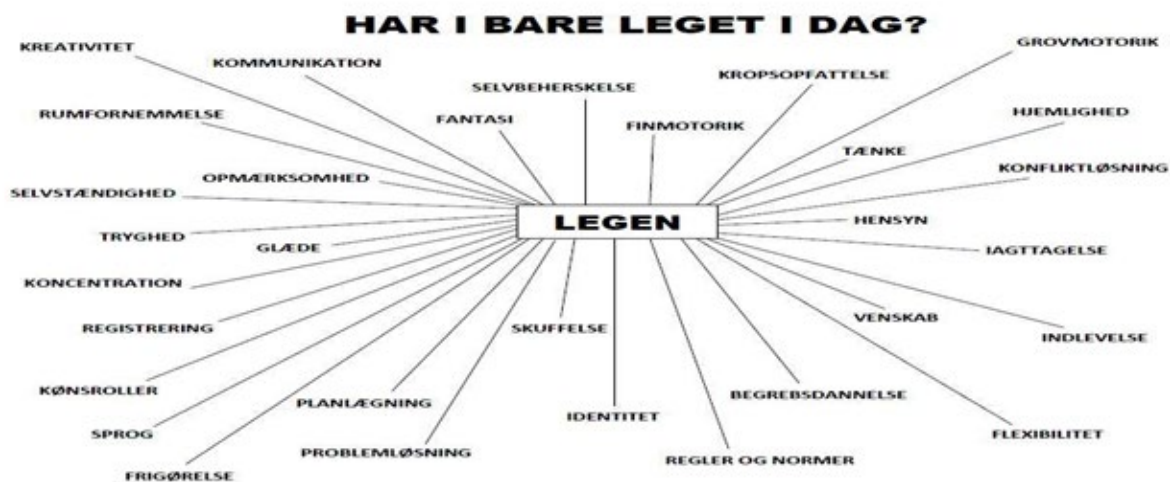 HAR I BARE LEGET I DAG?
KREATIVITET
KOMMUNIKATION
SELVBEHERSKELSE
KROPSOPFATTELSE
GROVMOTORIK
RUMFORNEMMELSE
FANTASI
FINMOTORIK
HJEMLIGHED
TÆNKE
KONFLIKTLØSNING
OPMÆRKSOMHED
SELVSTÆNDIGHED
LEGEN
HENSYN
TRYGHED
GLÆDE
IAGTTAGELSE
KONCENTRATION
REGISTRERING
SKUFFELSE
VENSKAB
INDLEVELSE
KØNSROLLER
PLANLÆGNING
IDENTITET
BEGREBSDANNELSE
SPROG
PROBLEMLØSNING
REGLER OG NORMER
FLEXIBILITET
FRIGØRELSE